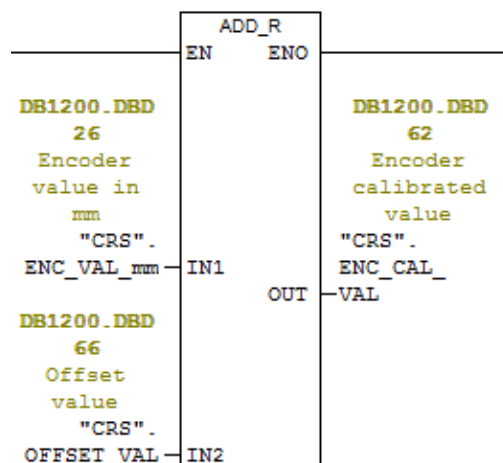 ADD_R
EN ENO
DB1200.DBD
26
Encoder
value in
mm
"CRS".
ENC_VAL_mm
IN1
DB1200.DBD
62
Encoder
calibrated
value
"CRS".
ENC_CAL_
VAL
OUT
DB1200.DBD
66
Offset
value
"CRS".
OFFSET_VAL
IN2